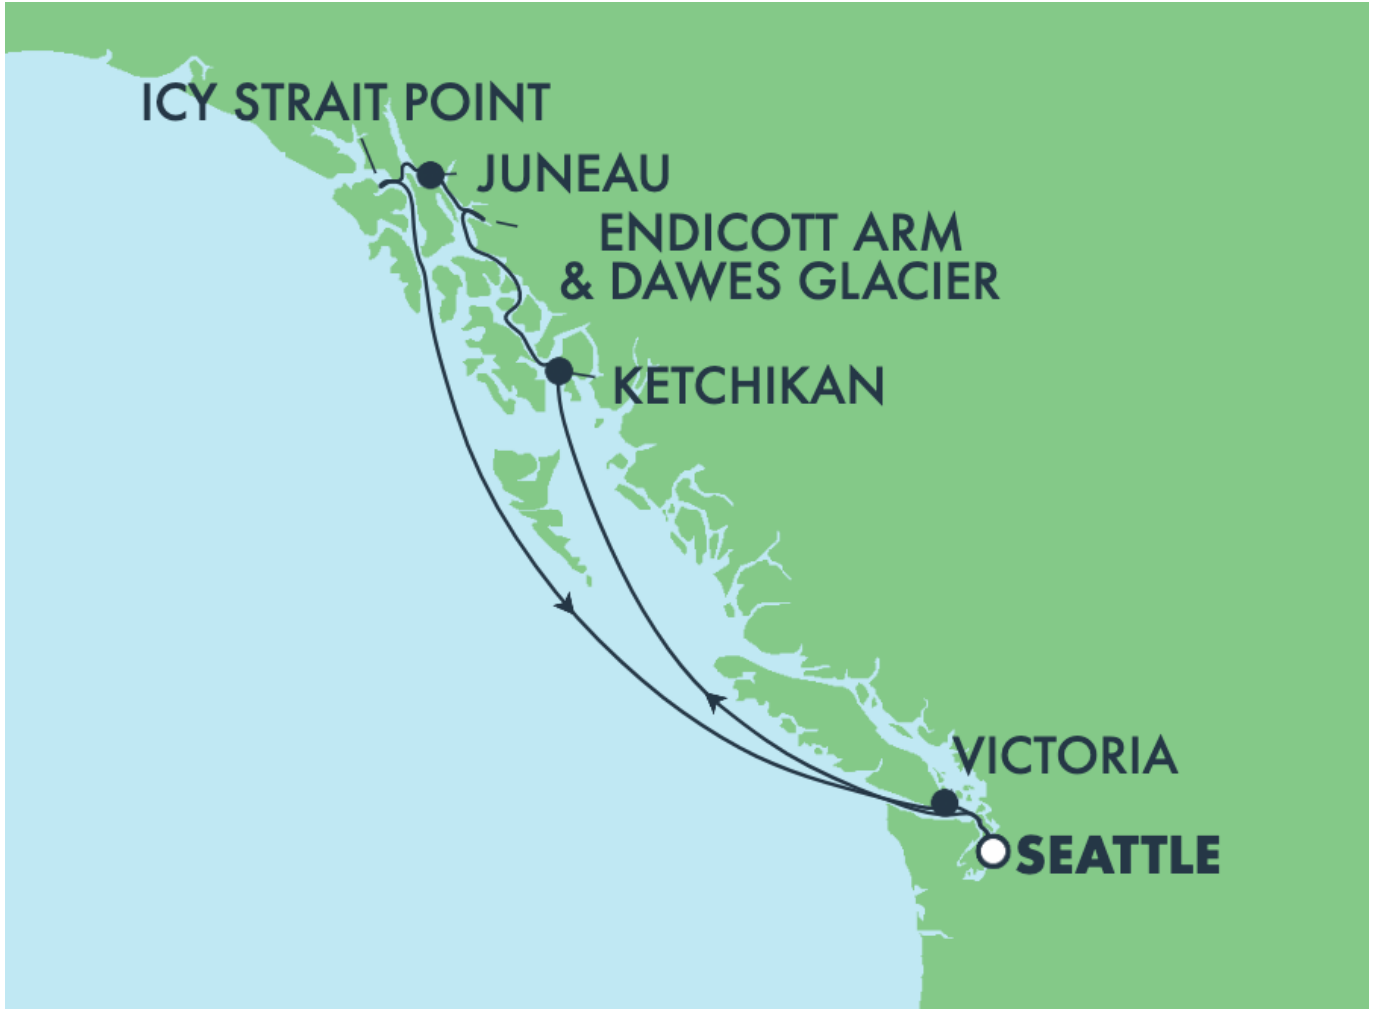 ICY STRAIT POINT
JUNEAU
ENDICOTT ARM
& DAWES GLACIER
KETCHIKAN
VICTORIA
SEATTLE